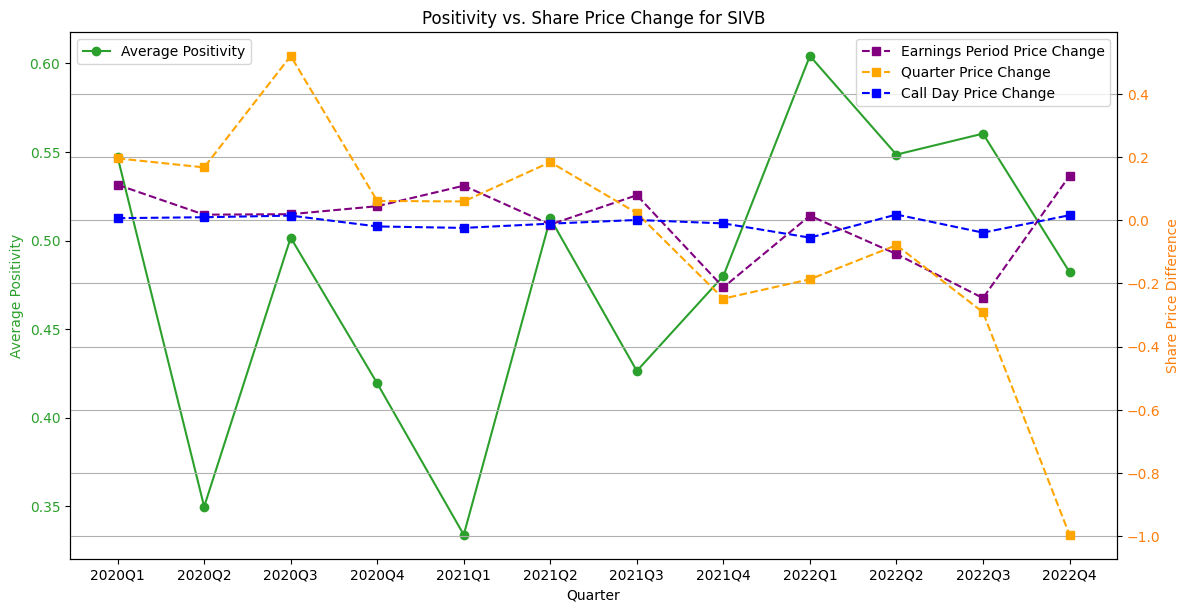 Positivity vs. Share Price Change for SIVB
Average Positivity
Earnings Period Price Change
Quarter Price Change
Call Day Price Change
Average Positivity
0.60
0.55
0.50
0.45
0.40
0.35
0.4
0.2
0.0
−0.2
−0.4
−0.6
−0.8
−1.0
Share Price Difference
2020Q1 2020Q2 2020Q3 2020Q4 2021Q1 2021Q2 2021Q3 2021Q4 2022Q1 2022Q2 2022Q3 2022Q4
Quarter